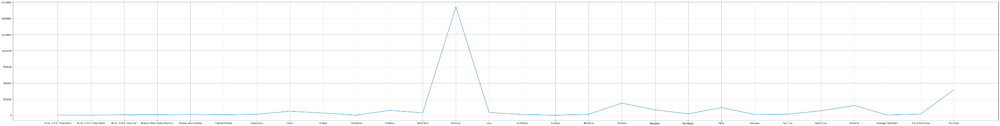 1750000
1500000
1250000
1000000
750000
500000
250000
0
Bs.As. G.B.A. Zona Norte
Bs.As. G.B.A. Zona Oeste
Bs.As. G.B.A. Zona Sur
Buenos Aires Costa Atlántica
Buenos Aires Interior
Capital Federal
Catamarca
Chaco
Chubut
Corrientes
Córdoba
Entre Ríos
Formosa
Jujuy
La Pampa
La Rioja
Mendoza
Misiones
Neuquén
Río Negro
Salta
San Juan
San Luis
Santa Cruz
Santa Fe
Santiago Del Estero
Tierra Del Fuego
Tucumán